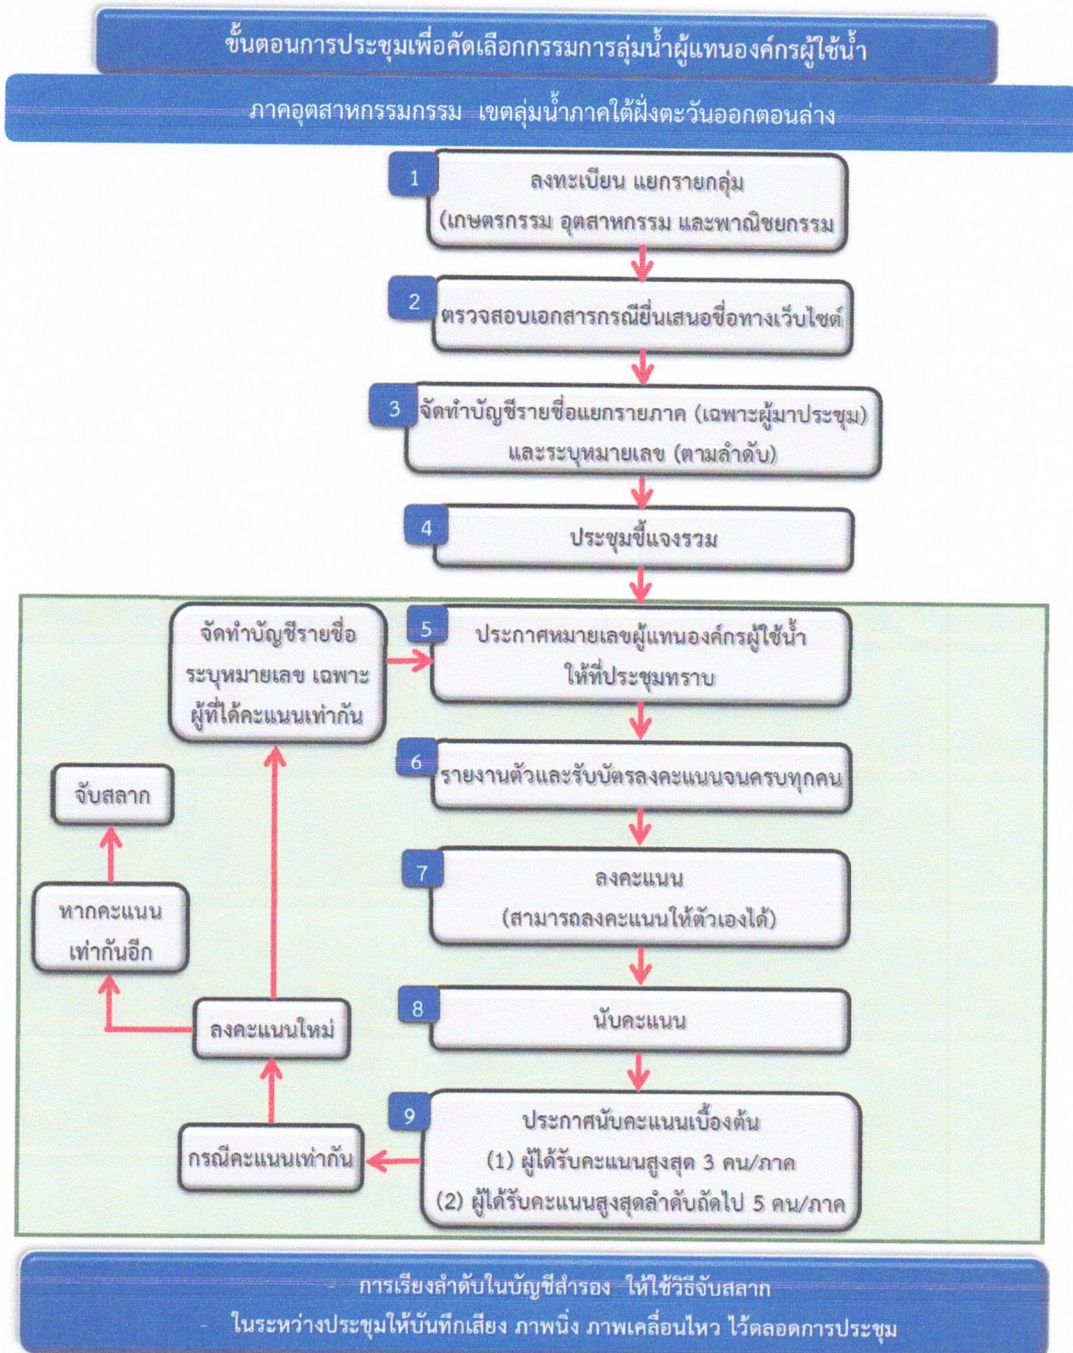 ขั้นตอนการประชุมเพื่อคัดเลือกกรรมการลุ่มน้ำผู้แทนองค์กรผู้ใช้น้ำ
ภาคอุตสาหกรรมกรรม เขตลุ่มน้ำภาคใต้ฝั่งตะวันออกตอนล่าง
1
ลงทะเบียน แยกรายกลุ่ม
(เกษตรกรรม อุตสาหกรรม และพาณิชยกรรม
2
ตรวจสอบเอกสารกรณียื่นเสนอชื่อทางเว็บไซต์
3
จัดทำบัญชีรายชื่อแยกรายภาค (เฉพาะผู้มาประชุม)
และระบุหมายเลข (ตามลำดับ)
4
ประชุมชี้แจงรวม
5
ประกาศหมายเลขผู้แทนองค์กรผู้ใช้น้ำ
ให้ที่ประชุมทราบ
จัดทำบัญชีรายชื่อ
ระบุหมายเลข เฉพาะ
ผู้ที่ได้คะแนนเท่ากัน
6
รายงานตัวและรับบัตรลงคะแนนจนครบทุกคน
จับสลาก
7
ลงคะแนน
(สามารถลงคะแนนให้ตัวเองได้)
หากคะแนน
เท่ากันอีก
8
นับคะแนน
ลงคะแนนใหม่
9
ประกาศนับคะแนนเบื้องต้น
(1) ผู้ได้รับคะแนนสูงสุด 3 คน/ภาค
(2) ผู้ได้รับคะแนนสูงสุดลำดับถัดไป 5 คน/ภาค
กรณีคะแนนเท่ากัน
- การเรียงลำดับในบัญชีสำรอง ให้ใช้วิธีจับสลาก
- ในระหว่างประชุมให้บันทึกเสียง ภาพนิ่ง ภาพเคลื่อนไหว ไว้ตลอดการประชุม